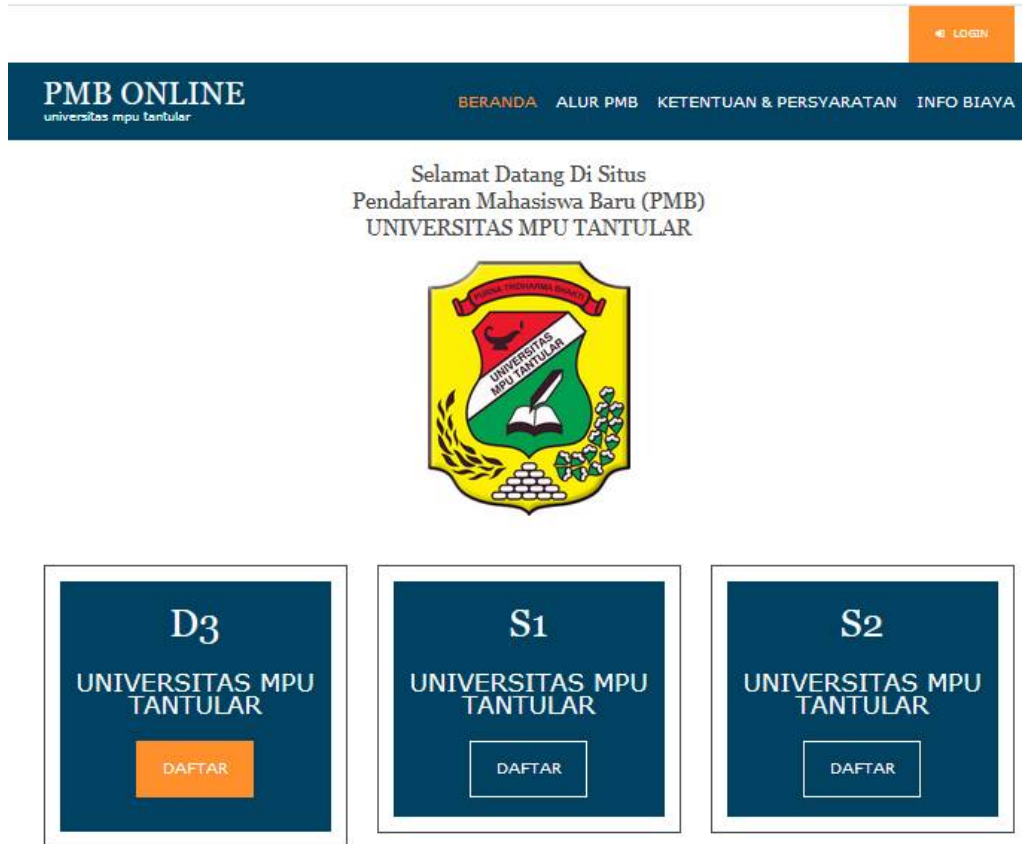 LOGIN
PMB ONLINE
universitas mpu tantular
BERANDA ALUR PMB KETENTUAN & PERSYARATAN INFO BIAYA
Selamat Datang Di Situs
Pendaftaran Mahasiswa Baru (PMB)
UNIVERSITAS MPU TANTULAR
PURNA TRIDHARMA BHAKTI
UNIVERSITAS
MPU TANTULAR
D3
UNIVERSITAS MPU
TANTULAR
DAFTAR
S1
UNIVERSITAS MPU
TANTULAR
DAFTAR
S2
UNIVERSITAS MPU
TANTULAR
DAFTAR